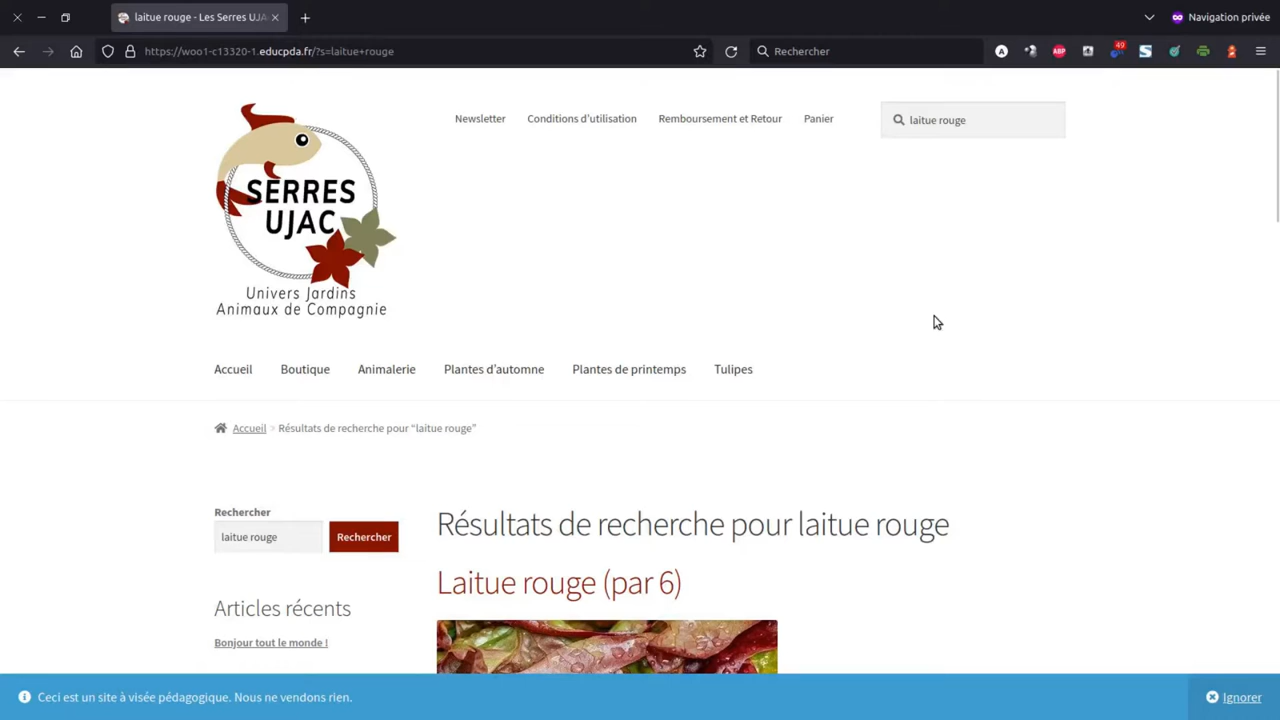 laitue rouge - Les Serres UJA
Navigation privée
https://woo1-c13320-1.educpda.fr/?s=laitue+rouge
Rechercher
ABP
49
Newsletter
Conditions d'utilisation
Remboursement et Retour
Panier
laitue rouge
SERRES
UJAC
Univers Jardins
Animaux de Compagnie
Accueil
Boutique
Animalerie
Plantes d'automne
Plantes de printemps
Tulipes
Accueil › Résultats de recherche pour “laitue rouge”
Rechercher
laitue rouge
Rechercher
Résultats de recherche pour laitue rouge
Laitue rouge (par 6)
Articles récents
Bonjour tout le monde !
Ceci est un site à visée pédagogique. Nous ne vendons rien.
Ignorer